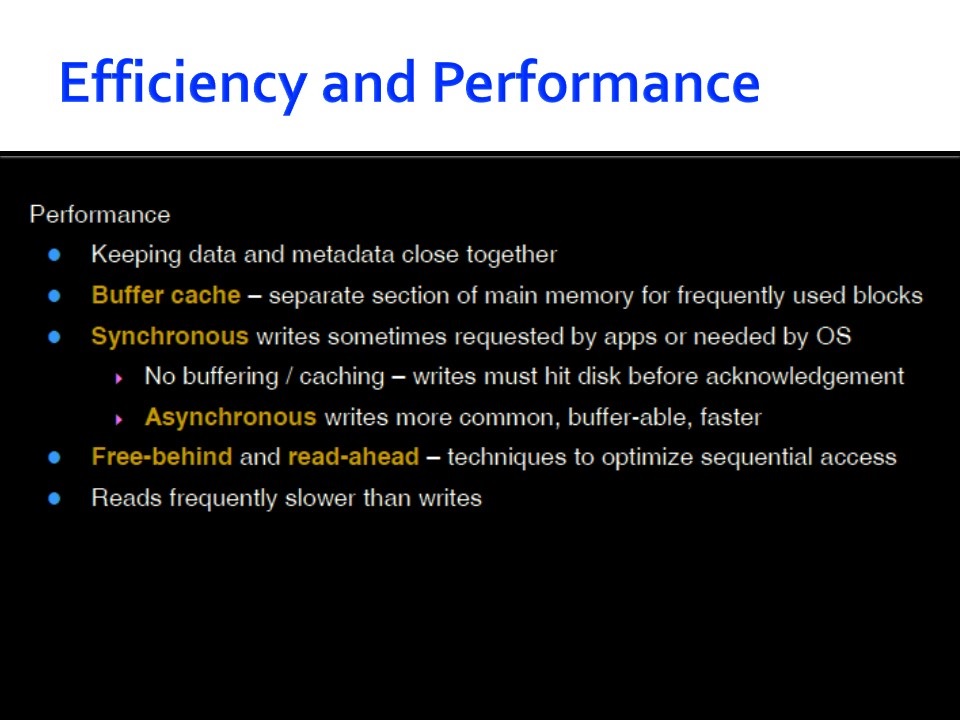 Efficiency and Performance
Performance
Keeping data and metadata close together
Buffer cache – separate section of main memory for frequently used blocks
Synchronous writes sometimes requested by apps or needed by OS
No buffering / caching – writes must hit disk before acknowledgement
Asynchronous writes more common, buffer-able, faster
Free-behind and read-ahead – techniques to optimize sequential access
Reads frequently slower than writes